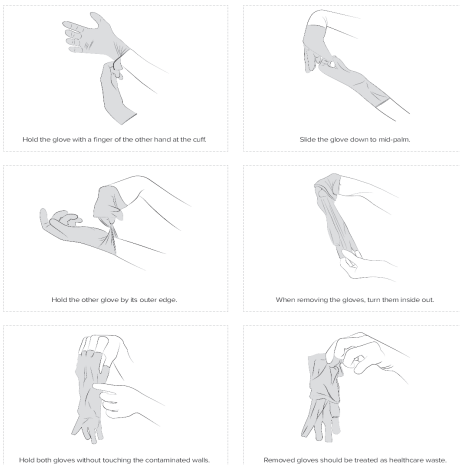 Hold the glove with a finger of the other hand at the cuff.
Slide the glove down to mid-palm.
Hold the other glove by its outer edge.
When removing the gloves, turn them inside out.
Hold both gloves without touching the contaminated walls.
Removed gloves should be treated as healthcare waste.